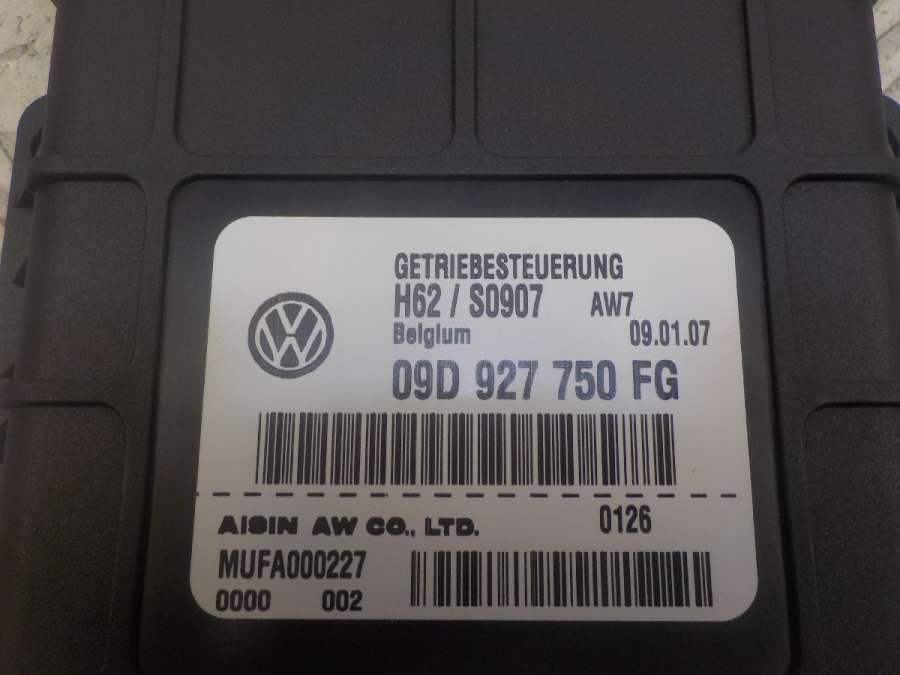 GETRIEBESTEUERUNG
H62 / S0907 AW7
Belgium 09.01.07
09D 927 750 FG
AISIN AW CO., LTD. 0126
MUFA000227
0000 002